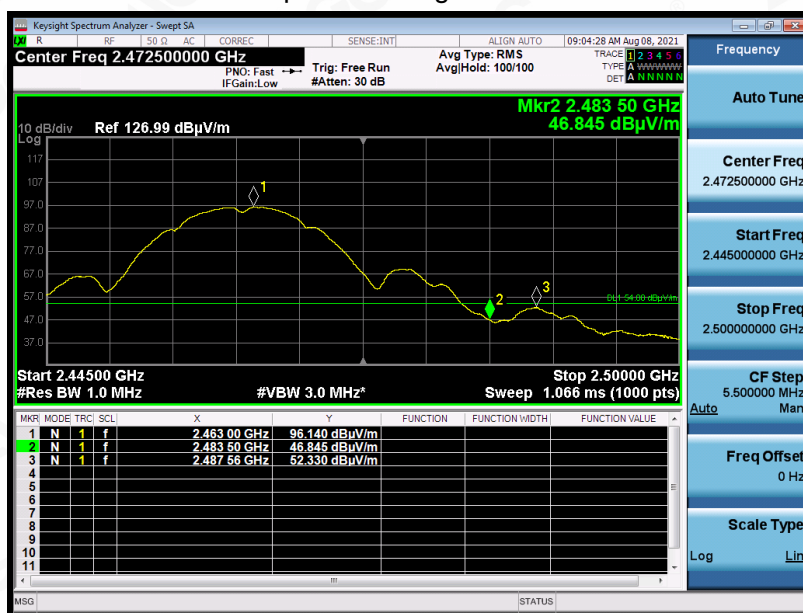 Keysight Spectrum Analyzer - Swept SA
LXI R RF 50 Ω AC CORREC SENSE:INT ALIGN AUTO 09:04:28 AM Aug 08, 2021
Center Freq 2.472500000 GHz
PNO: Fast
IFGain:Low
Trig: Free Run
#Atten: 30 dB
Avg Type: RMS
Avg|Hold: 100/100
TRACE 1 2 3 4 5 6
TYPE A WWWWW
DET A N N N N N
Mkr2 2.483 50 GHz
46.845 dBµV/m
10 dB/div Ref 126.99 dBµV/m
Log
117
107
97.0
87.0
77.0
67.0
57.0
47.0
37.0
1
2
3
DL1 54.00 dBµV/m
Start 2.44500 GHz Stop 2.50000 GHz
#Res BW 1.0 MHz #VBW 3.0 MHz* Sweep 1.066 ms (1000 pts)
MKR MODE TRC SCL X Y FUNCTION FUNCTION WIDTH FUNCTION VALUE
1 N 1 f 2.463 00 GHz 96.140 dBµV/m
2 N 1 f 2.483 50 GHz 46.845 dBµV/m
3 N 1 f 2.487 56 GHz 52.330 dBµV/m
4
5
6
7
8
9
10
11
MSG STATUS
Frequency
Auto Tune
Center Freq
2.472500000 GHz
Start Freq
2.445000000 GHz
Stop Freq
2.500000000 GHz
CF Step
5.500000 MHz
Auto Man
Freq Offset
0 Hz
Scale Type
Log Lin